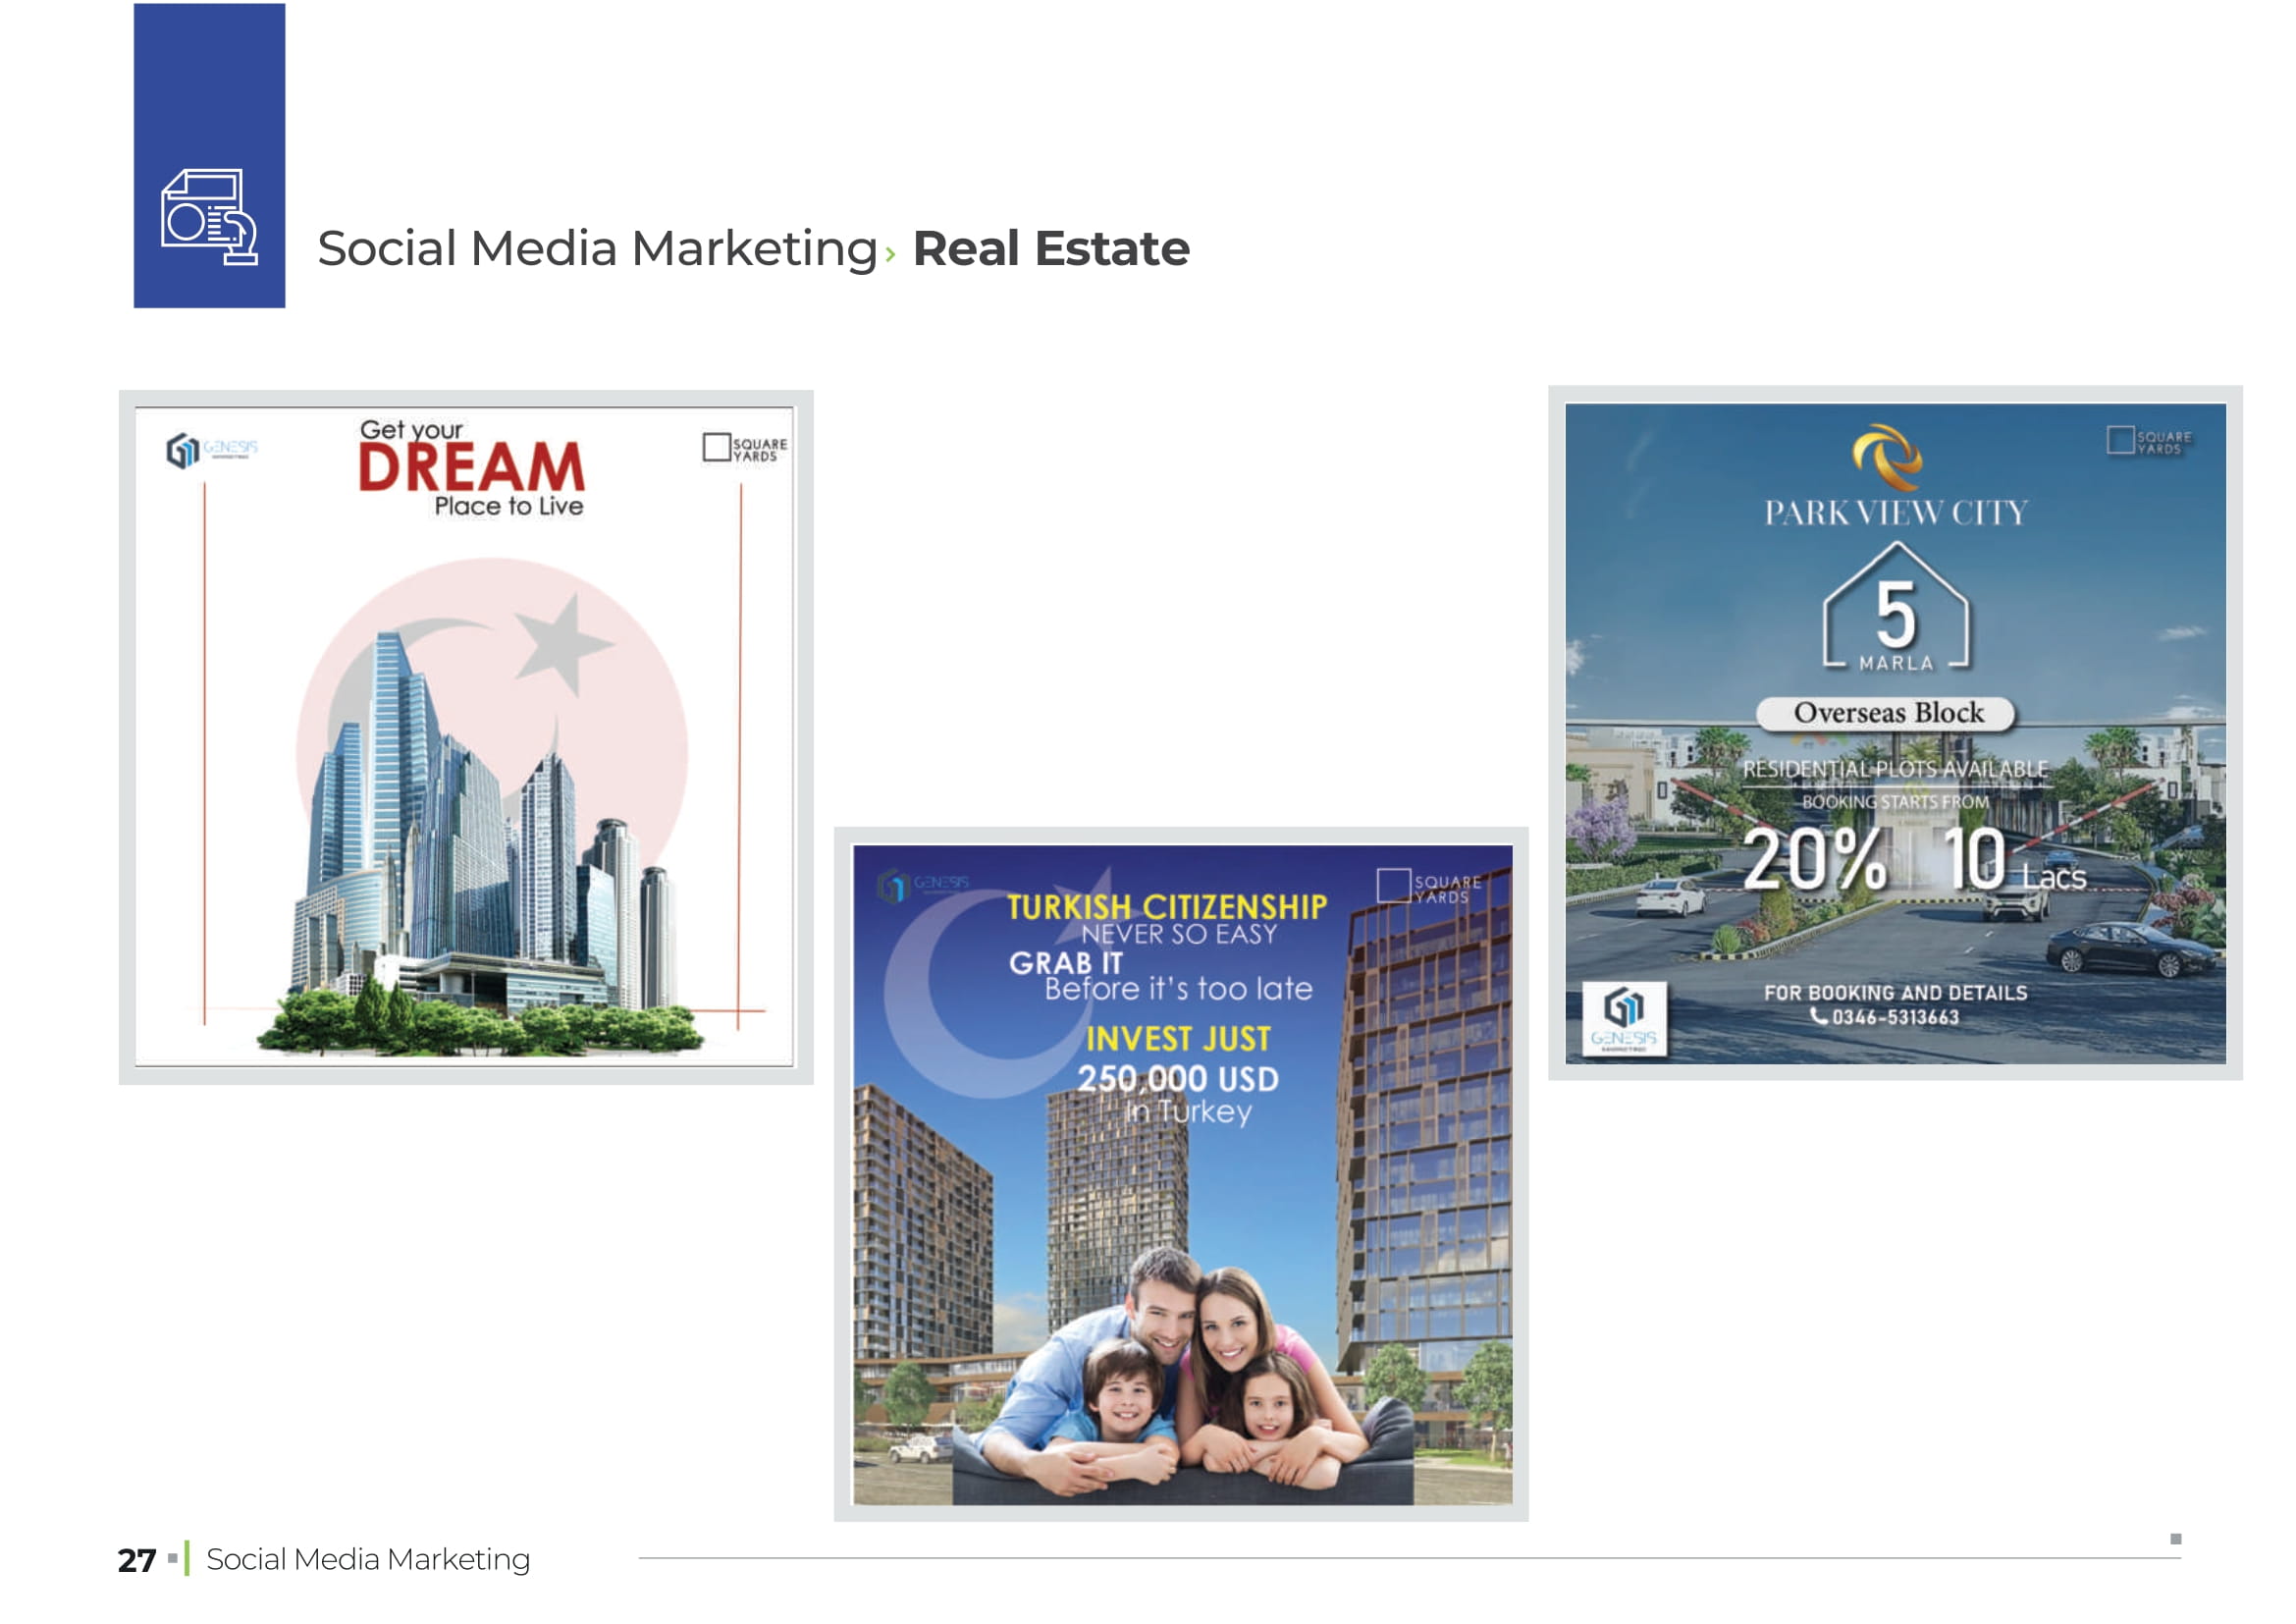 Social Media Marketing› Real Estate
GENESIS
Get your
DREAM
Place to Live
SQUARE
YARDS
GENESIS
TURKISH CITIZENSHIP
NEVER SO EASY
GRAB IT
Before it's too late
INVEST JUST
250,000 USD
in Turkey
SQUARE
YARDS
PARK VIEW CITY
SQUARE
YARDS
5
MARLA
Overseas Block
RESIDENTIAL PLOTS AVAILABLE
BOOKING STARTS FROM
20% 10 Lacs
FOR BOOKING AND DETAILS
0346-5313663
GENESIS
MARKETING
27 Social Media Marketing